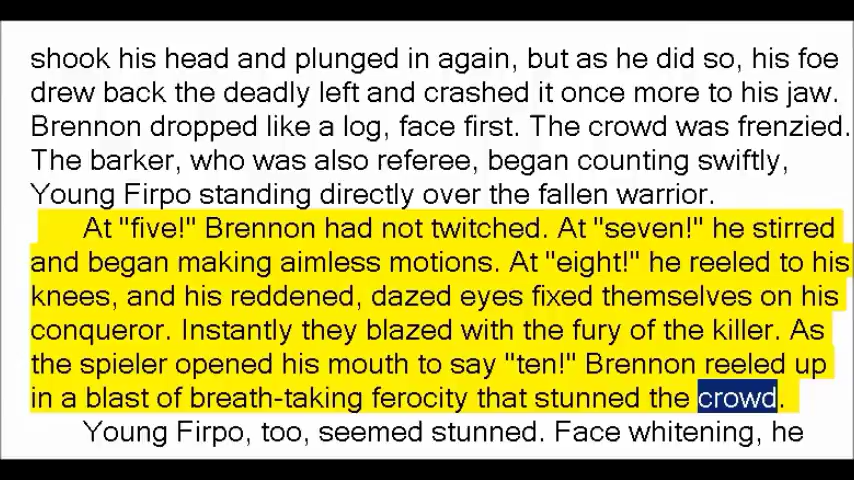 shook his head and plunged in again, but as he did so, his foe
drew back the deadly left and crashed it once more to his jaw.
Brennon dropped like a log, face first. The crowd was frenzied.
The barker, who was also referee, began counting swiftly,
Young Firpo standing directly over the fallen warrior.
At "five!" Brennon had not twitched. At "seven!" he stirred
and began making aimless motions. At "eight!" he reeled to his
knees, and his reddened, dazed eyes fixed themselves on his
conqueror. Instantly they blazed with the fury of the killer. As
the spieler opened his mouth to say "ten!" Brennon reeled up
in a blast of breath-taking ferocity that stunned the crowd.
Young Firpo, too, seemed stunned. Face whitening, he